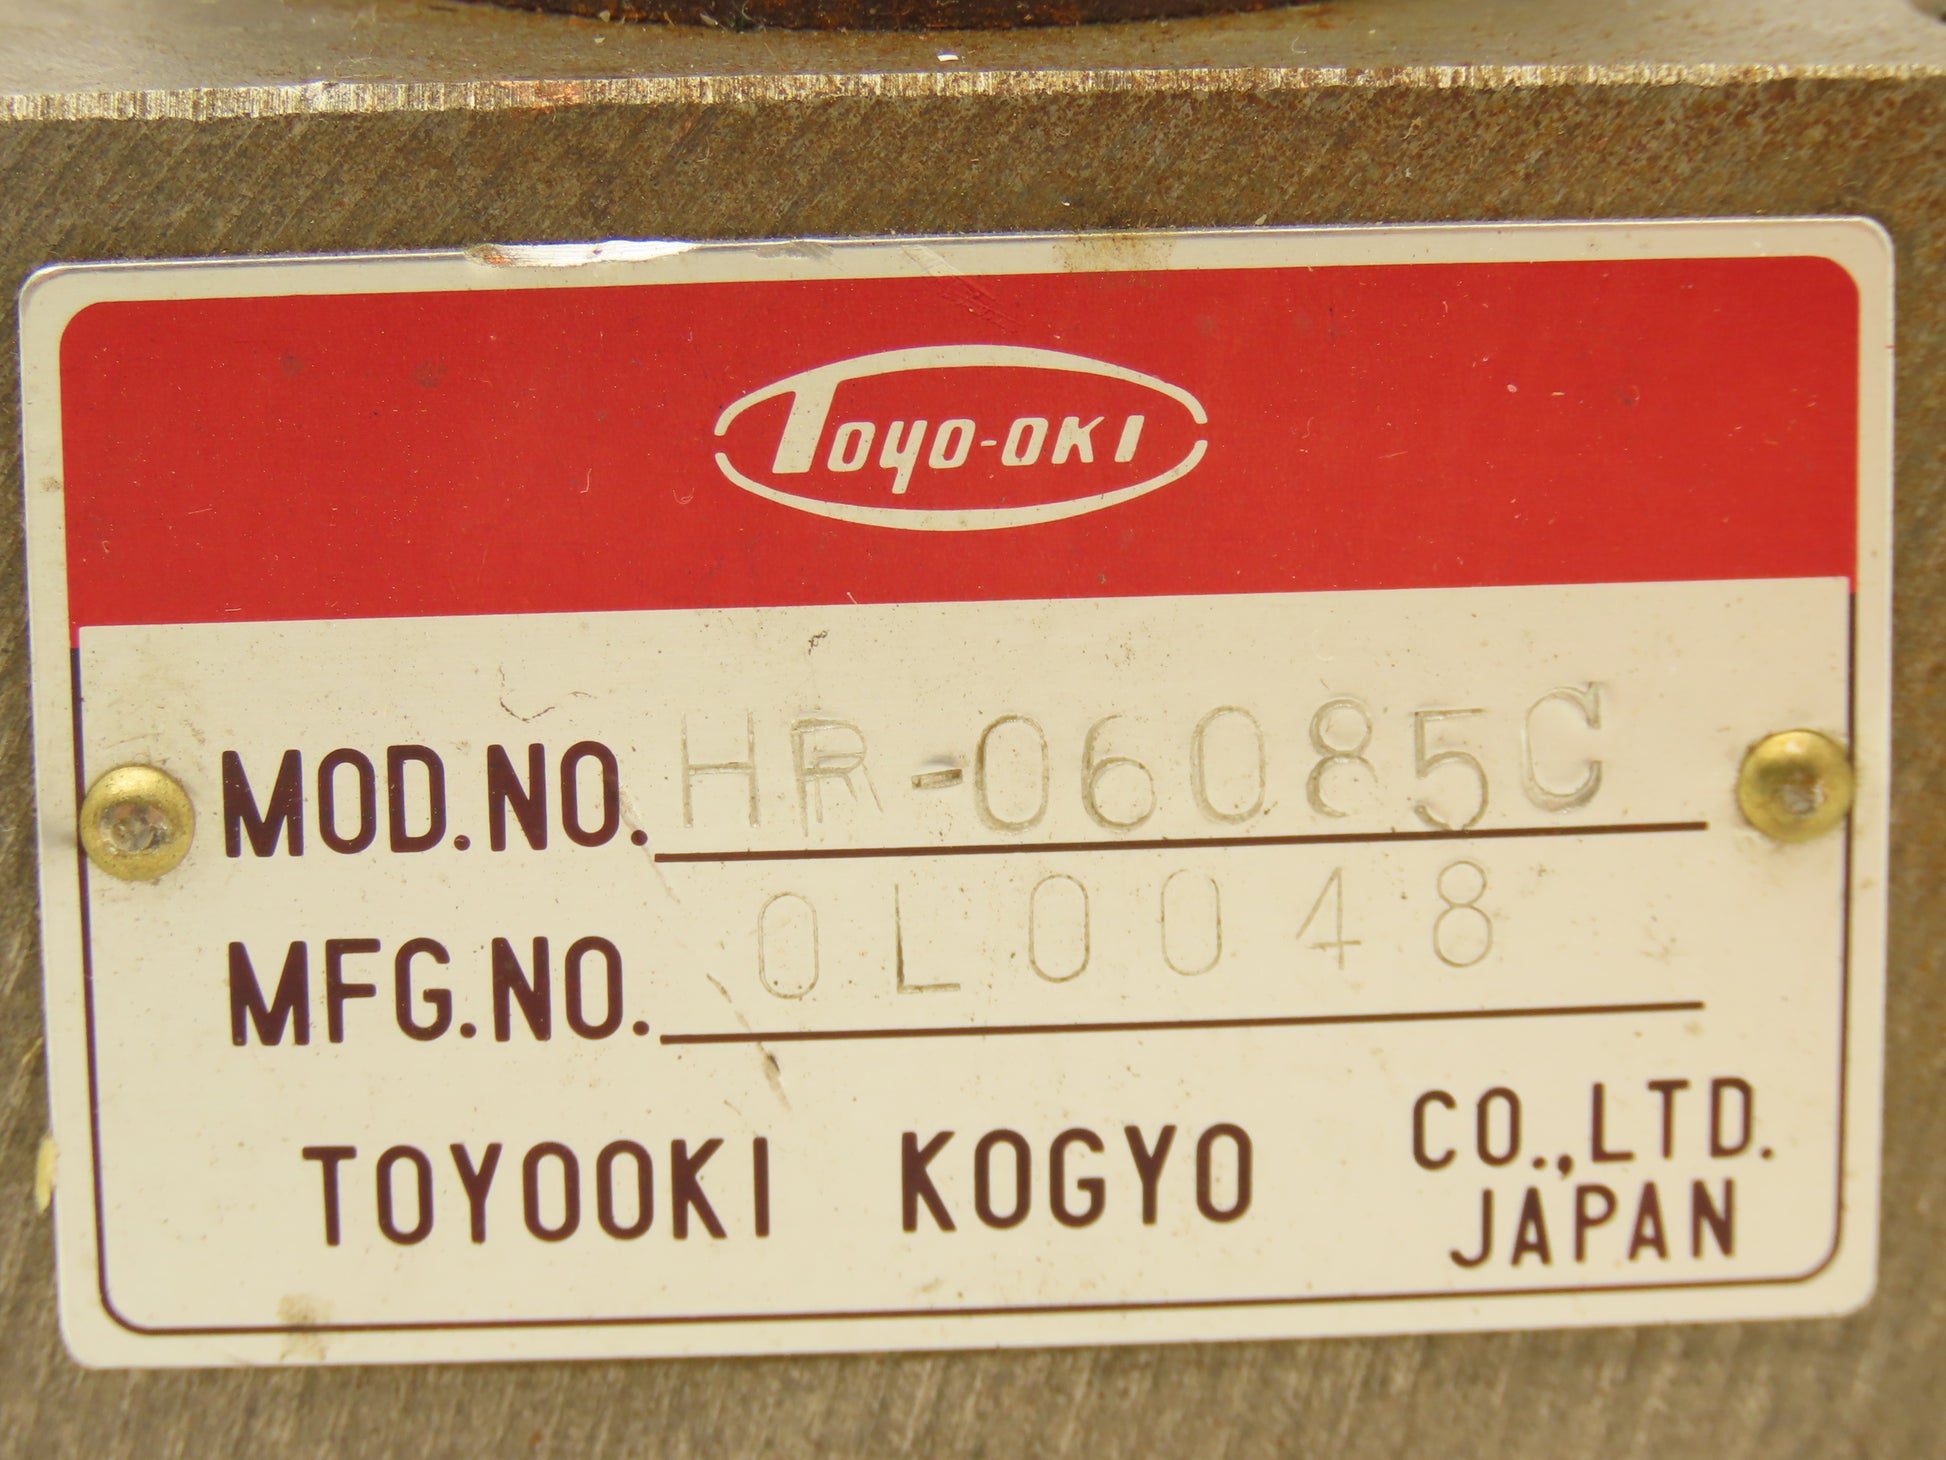 TOYO-OKI
MOD.NO. HR-06085C
MFG.NO. 0L0048
TOYOOKI KOGYO CO.,LTD.
JAPAN